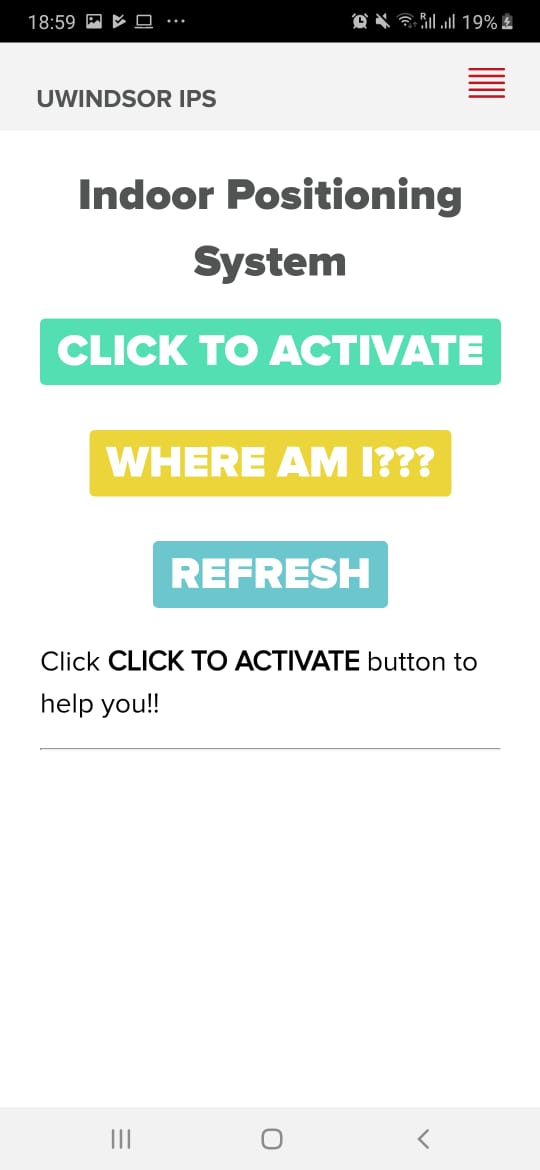 18:59 19%
UWINDSOR IPS
Indoor Positioning
System
CLICK TO ACTIVATE
WHERE AM I???
REFRESH
Click CLICK TO ACTIVATE button to
help you!!